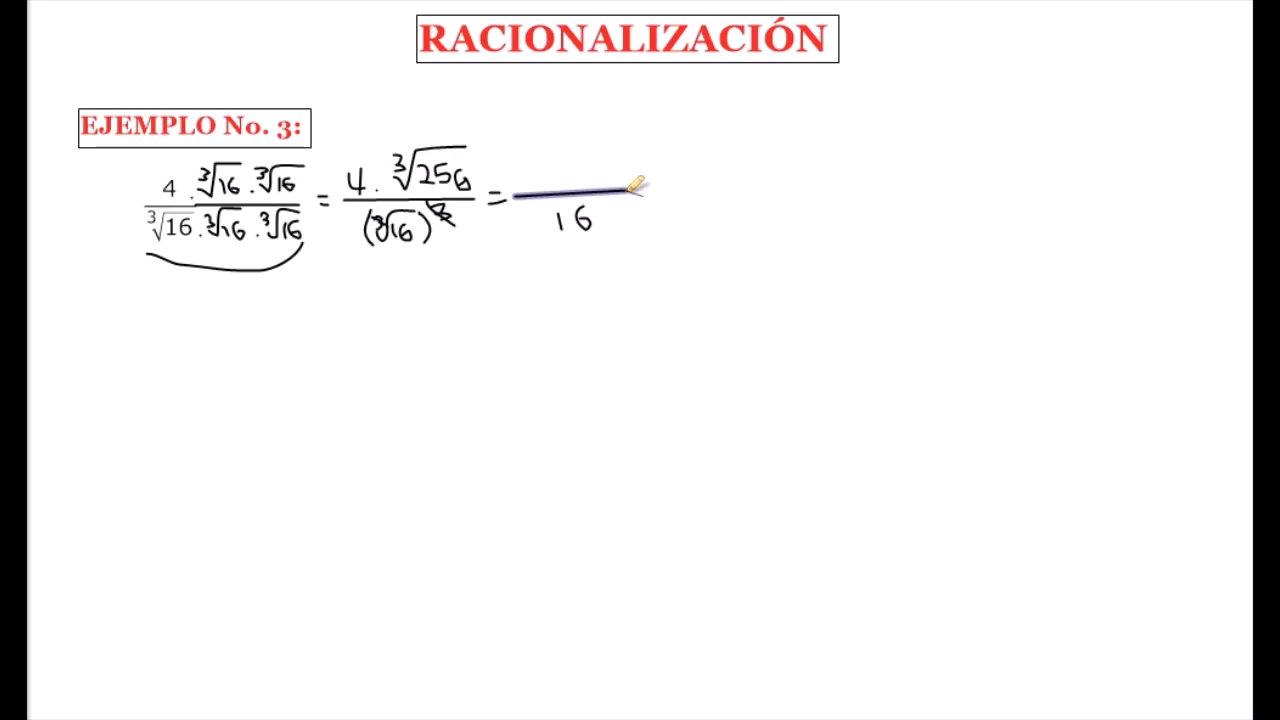 RACIONALIZACIÓN
EJEMPLO No. 3:
4 · ∛16 · ∛16 / ∛16 · ∛16 · ∛16 = 4 · ∛256 / (∛16)³ = / 16